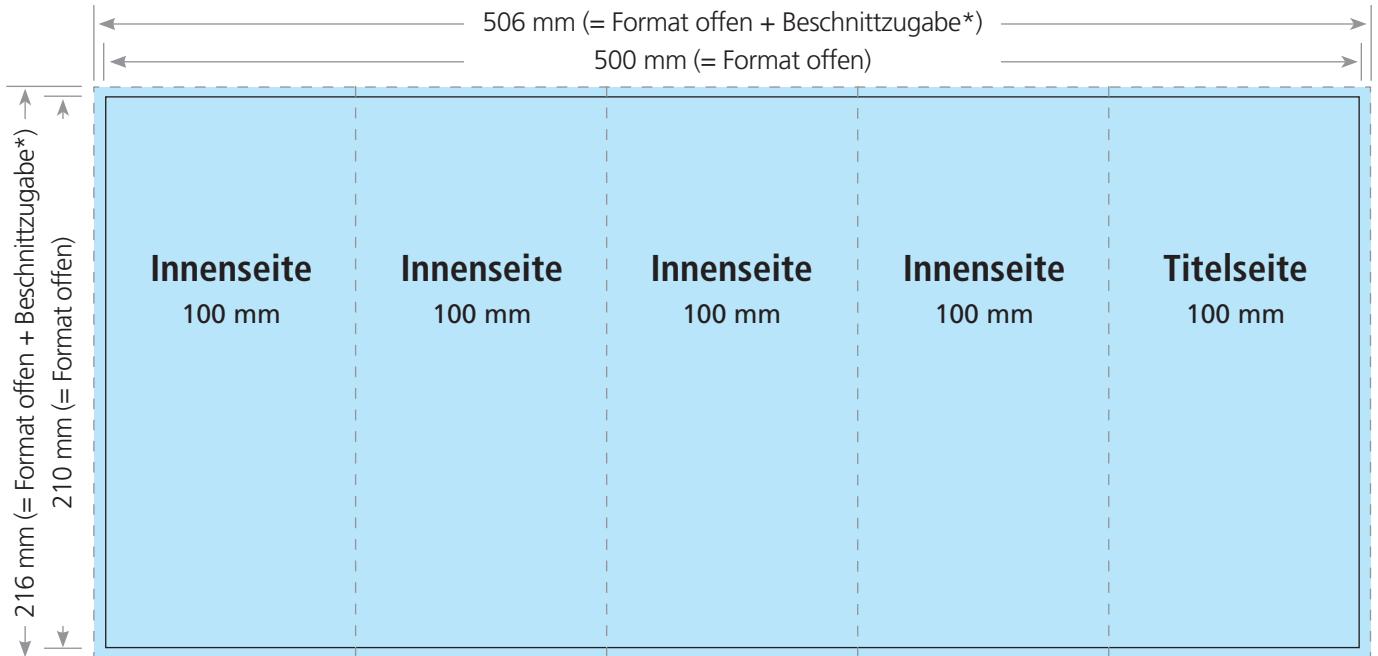 506 mm (= Format offen + Beschnittzugabe*)
500 mm (= Format offen)
216 mm (= Format offen + Beschnittzugabe*)
210 mm (= Format offen)
Innenseite
100 mm
Innenseite
100 mm
Innenseite
100 mm
Innenseite
100 mm
Titelseite
100 mm